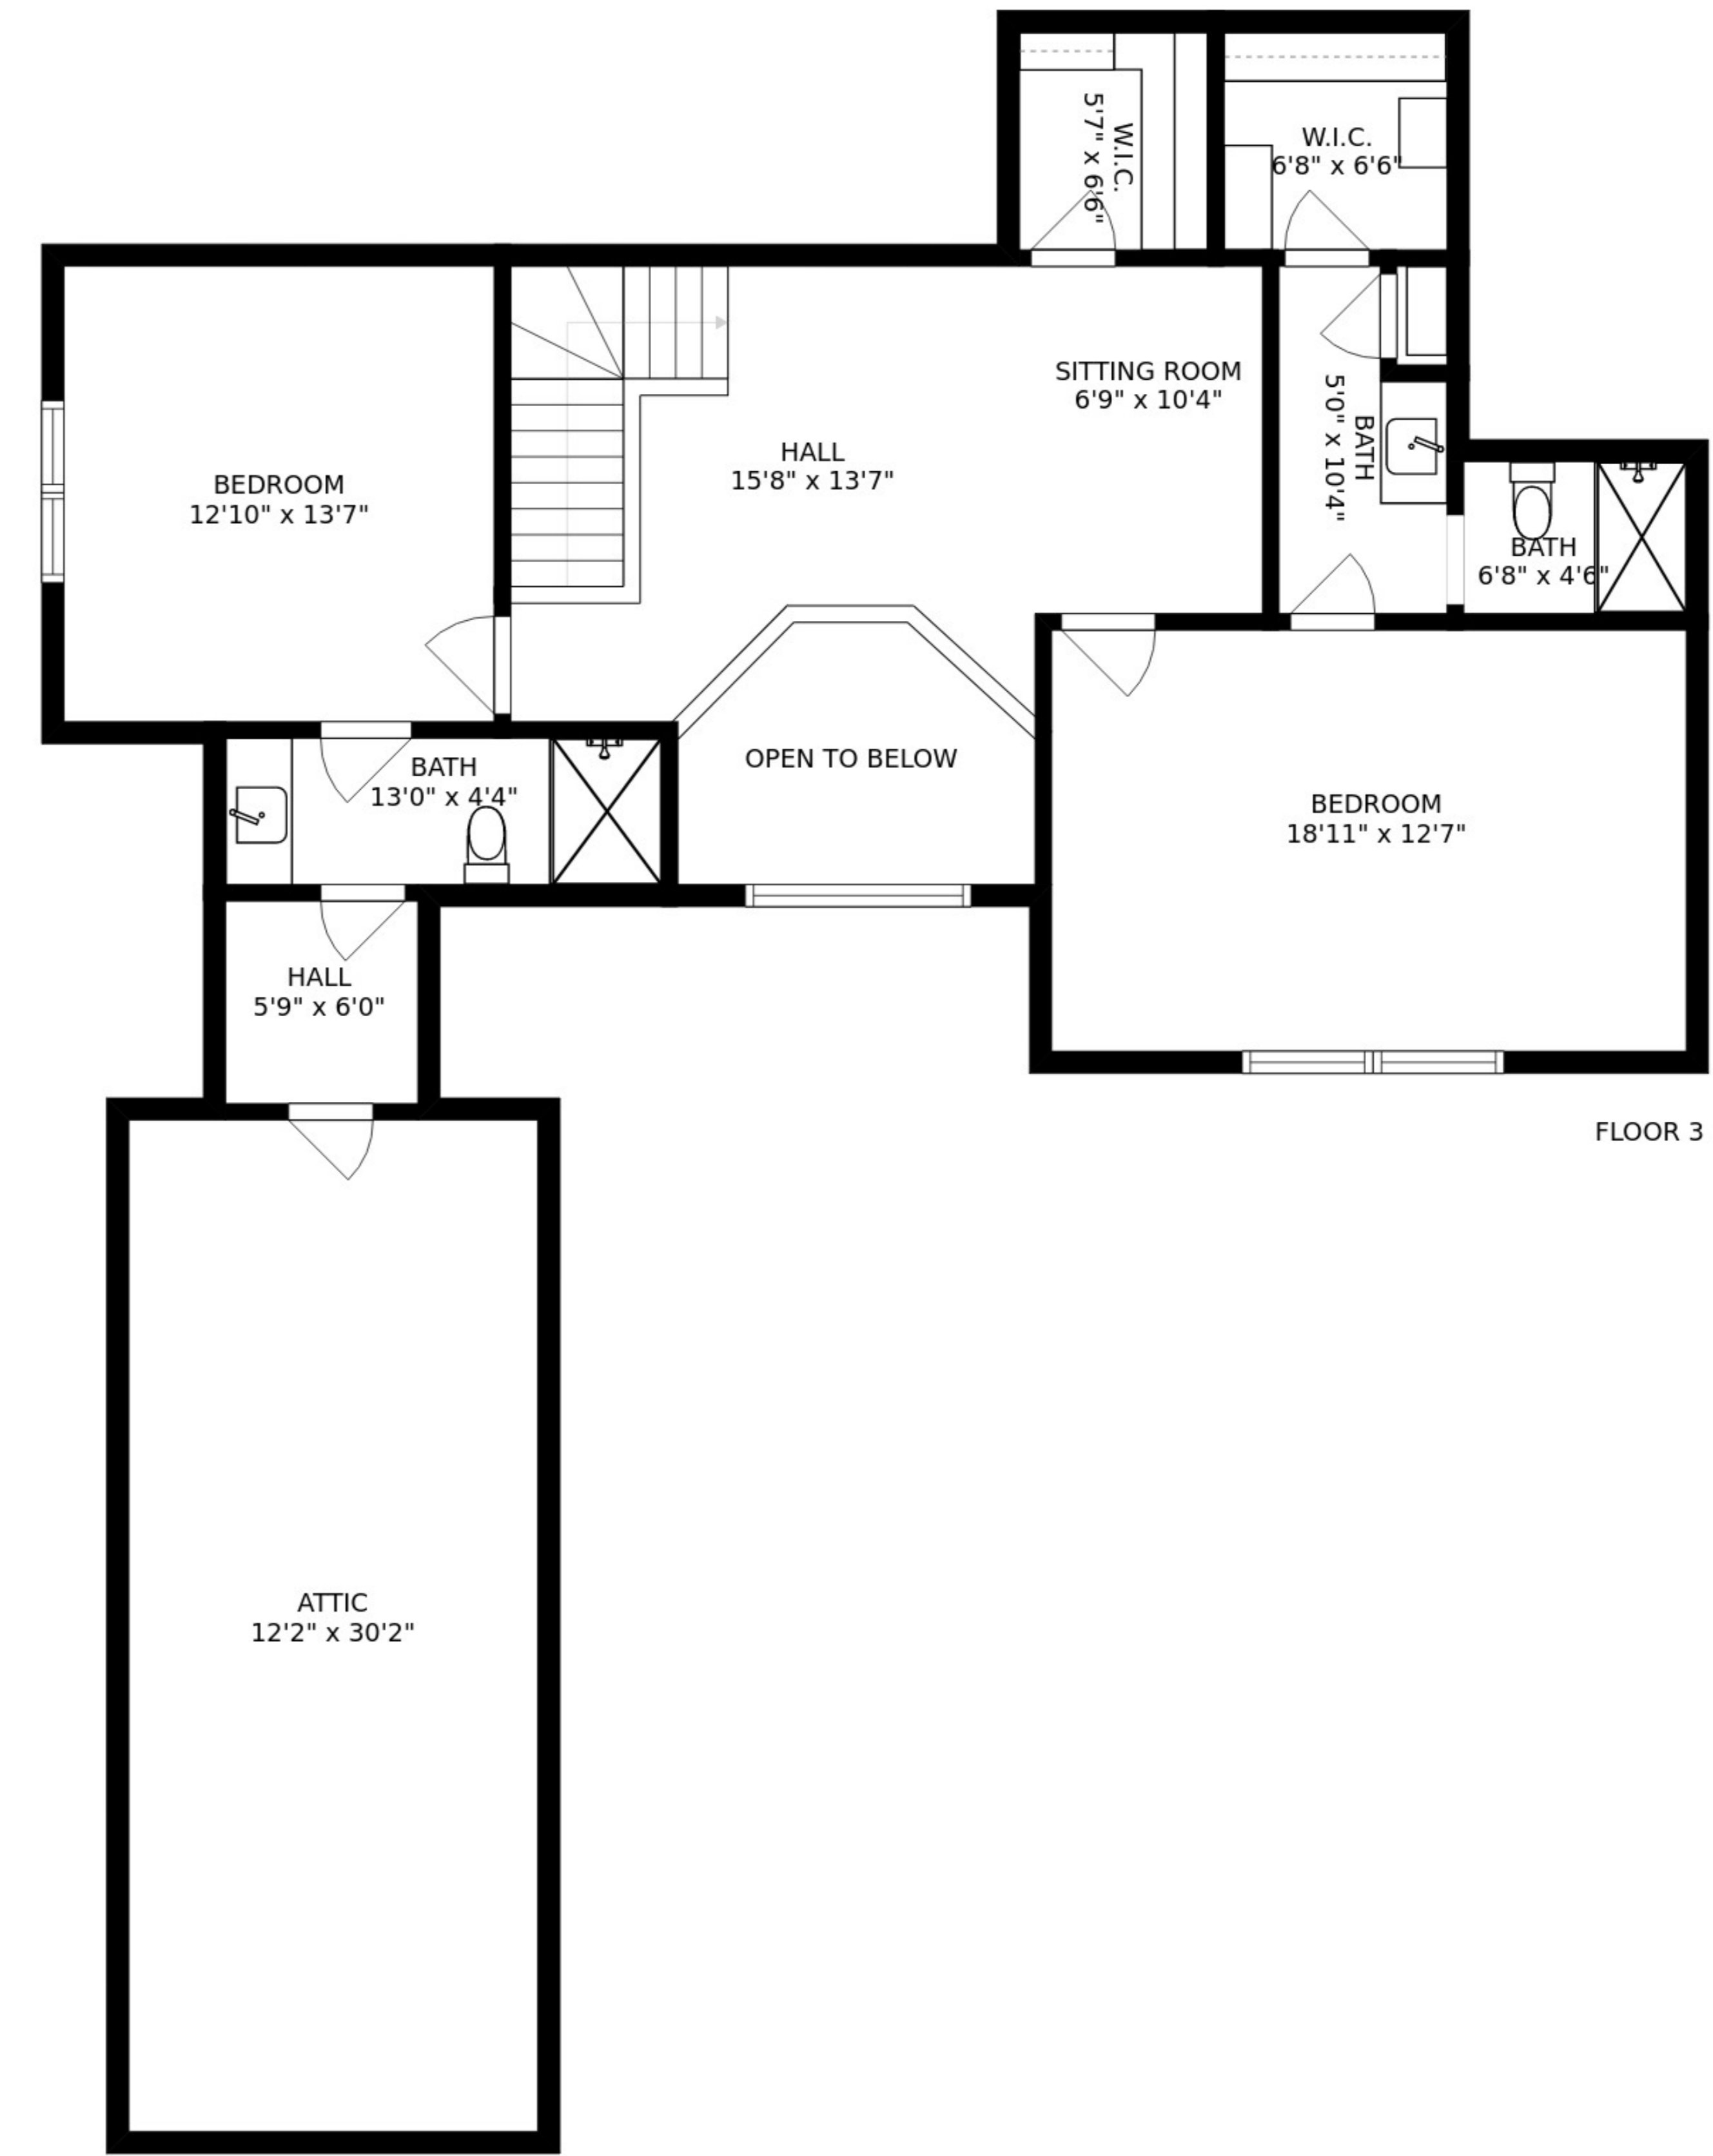 W.I.C.
5'7" x 6'6"
W.I.C.
6'8" x 6'6"
SITTING ROOM
6'9" x 10'4"
HALL
15'8" x 13'7"
BATH
5'0" x 10'4"
BEDROOM
12'10" x 13'7"
BATH
6'8" x 4'6"
BATH
13'0" x 4'4"
OPEN TO BELOW
BEDROOM
18'11" x 12'7"
HALL
5'9" x 6'0"
FLOOR 3
ATTIC
12'2" x 30'2"